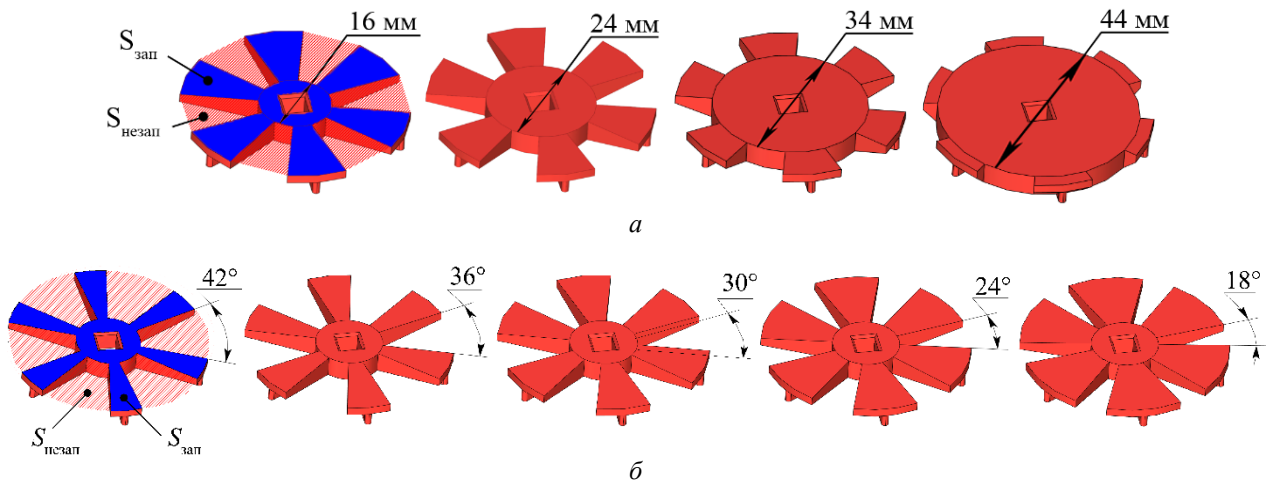 16 мм
24 мм
34 мм
44 мм
Sзап
Sнезап
а
42°
36°
30°
24°
18°
Sнезап
Sзап
б